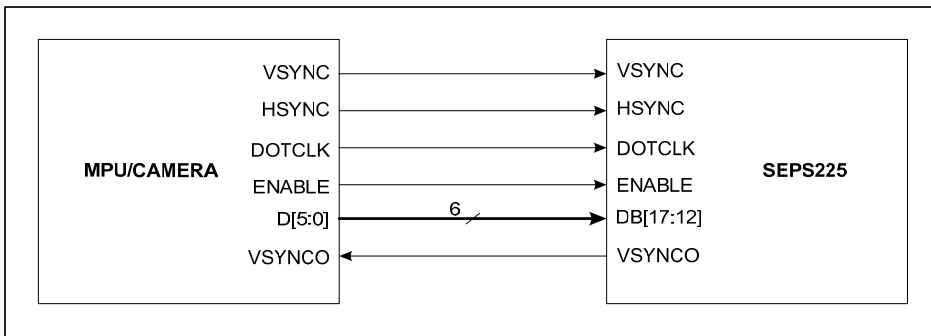 VSYNC VSYNC
HSYNC HSYNC
DOTCLK DOTCLK
MPU/CAMERA SEPS225
ENABLE ENABLE
6
D[5:0] DB[17:12]
VSYNCO VSYNCO